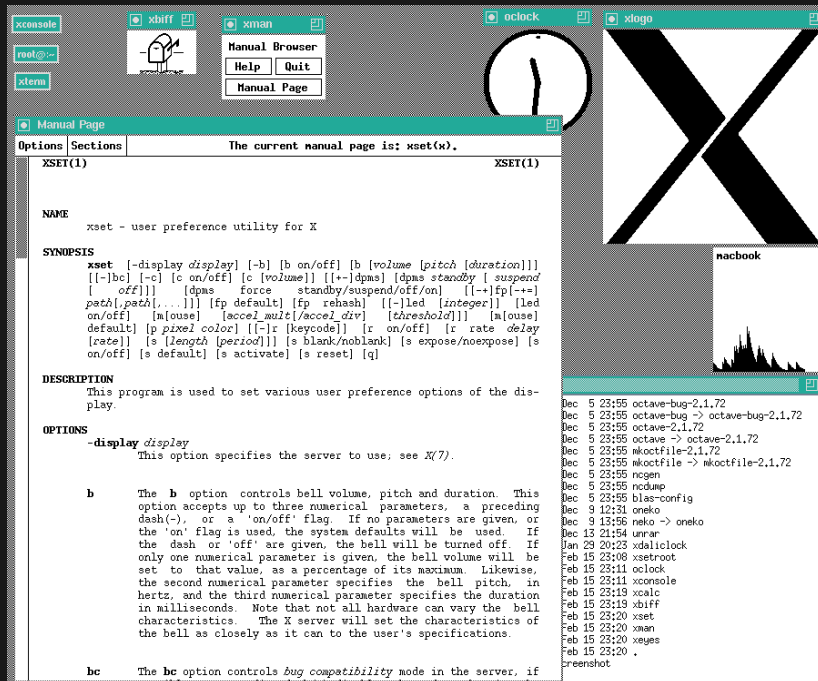 xconsole
root@:~
xterm
xbiff
xman
Manual Browser
Help Quit
Manual Page
oclock
xlogo
Manual Page
Options Sections The current manual page is: xset(x).
XSET(1) XSET(1)
NAME
xset - user preference utility for X
SYNOPSIS
xset [-display display] [-b] [b on/off] [b [volume [pitch [duration]]]
[[-]bc] [-c] [c on/off] [c [volume]] [[+-]dpms] [dpms standby [ suspend
[ off]]] [dpms force standby/suspend/off/on] [[-+]fp[-+=]
path[,path[,...]]] [fp default] [fp rehash] [[-]led [integer]] [led
on/off] [m[ouse] [accel_mult[/accel_div] [threshold]]] [m[ouse]
default] [p pixel color] [[-]r [keycode]] [r on/off] [r rate delay
[rate]] [s [length [period]]] [s blank/noblank] [s expose/noexpose] [s
on/off] [s default] [s activate] [s reset] [q]
DESCRIPTION
This program is used to set various user preference options of the dis-
play.
OPTIONS
-display display
This option specifies the server to use; see X(7).
b The b option controls bell volume, pitch and duration. This
option accepts up to three numerical parameters, a preceding
dash(-), or a 'on/off' flag. If no parameters are given, or
the 'on' flag is used, the system defaults will be used. If
the dash or 'off' are given, the bell will be turned off. If
only one numerical parameter is given, the bell volume will be
set to that value, as a percentage of its maximum. Likewise,
the second numerical parameter specifies the bell pitch, in
hertz, and the third numerical parameter specifies the duration
in milliseconds. Note that not all hardware can vary the bell
characteristics. The X server will set the characteristics of
the bell as closely as it can to the user's specifications.
bc The bc option controls bug compatibility mode in the server, if
macbook
Dec 5 23:55 octave-bug-2.1.72
Dec 5 23:55 octave-bug -> octave-bug-2.1.72
Dec 5 23:55 octave-2.1.72
Dec 5 23:55 octave -> octave-2.1.72
Dec 5 23:55 mkoctfile-2.1.72
Dec 5 23:55 mkoctfile -> mkoctfile-2.1.72
Dec 5 23:55 ncgen
Dec 5 23:55 ncdump
Dec 5 23:55 blas-config
Dec 9 12:31 oneko
Dec 9 13:56 neko -> oneko
Dec 13 21:54 unrar
Jan 29 20:23 xdaliclock
Feb 15 23:08 xsetroot
Feb 15 23:11 oclock
Feb 15 23:11 xconsole
Feb 15 23:19 xcalc
Feb 15 23:19 xbiff
Feb 15 23:20 xset
Feb 15 23:20 xman
Feb 15 23:20 xeyes
Feb 15 23:20 .
creenshot